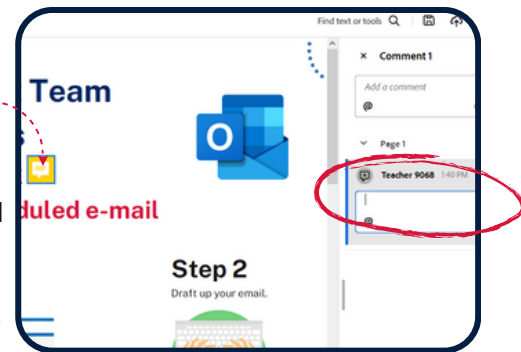 Find text or tools
× Comment 1
Add a comment
@
Team
s
Page 1
Teacher 9068 1:40 PM
@
duled e-mail
Step 2
Draft up your email.
O